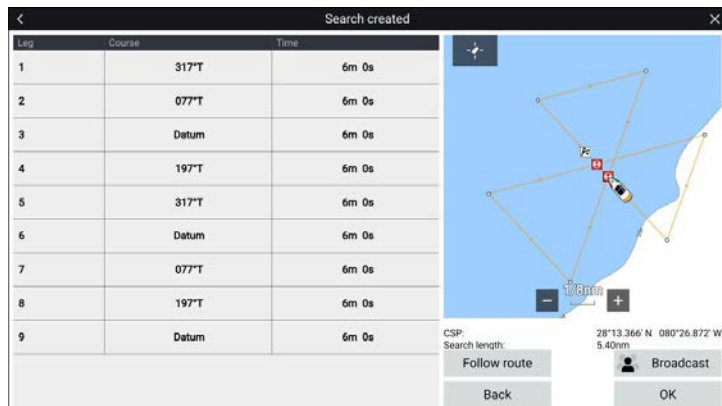 Search created
Leg Course Time
1 317°T 6m 0s
2 077°T 6m 0s
3 Datum 6m 0s
4 197°T 6m 0s
5 317°T 6m 0s
6 Datum 6m 0s
7 077°T 6m 0s
8 197°T 6m 0s
9 Datum 6m 0s
1/8nm
CSP: 28°13.366' N 080°26.872' W
Search length: 5.40nm
Follow route Broadcast
Back OK